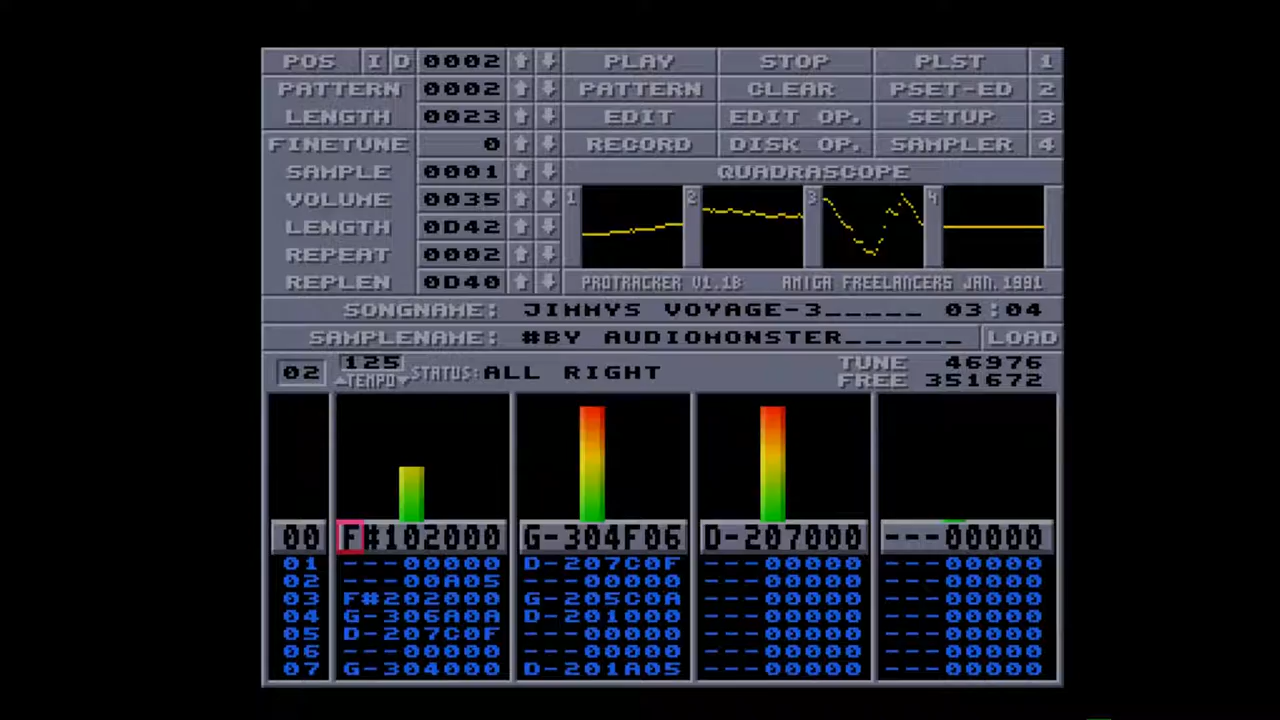 POS I D 0002 PLAY STOP PLST 1
PATTERN 0002 PATTERN CLEAR PSET-ED 2
LENGTH 0023 EDIT EDIT OP. SETUP 3
FINETUNE 0 RECORD DISK OP. SAMPLER 4
SAMPLE 0001 QUADRASCOPE
VOLUME 0035 1 2 3 4
LENGTH 0D42
REPEAT 0002
REPLEN 0D40 PROTRACKER V1.1B AMIGA FREELANCERS JAN.1991
SONGNAME: JIMMYS VOYAGE-3_____ 03:04
SAMPLENAME: #BY AUDIOMONSTER______ LOAD
02 125 TEMPO STATUS: ALL RIGHT TUNE 46976
FREE 351672
00 F#102000 G-304F06 D-207000 ---00000
01 ---00000 D-207C0F ---00000 ---00000
02 ---00A05 ---00000 ---00000 ---00000
03 F#202000 G-205C0A ---00000 ---00000
04 G-306A0A D-201000 ---00000 ---00000
05 D-207C0F ---00000 ---00000 ---00000
06 ---00000 ---00000 ---00000 ---00000
07 G-304000 D-201A05 ---00000 ---00000